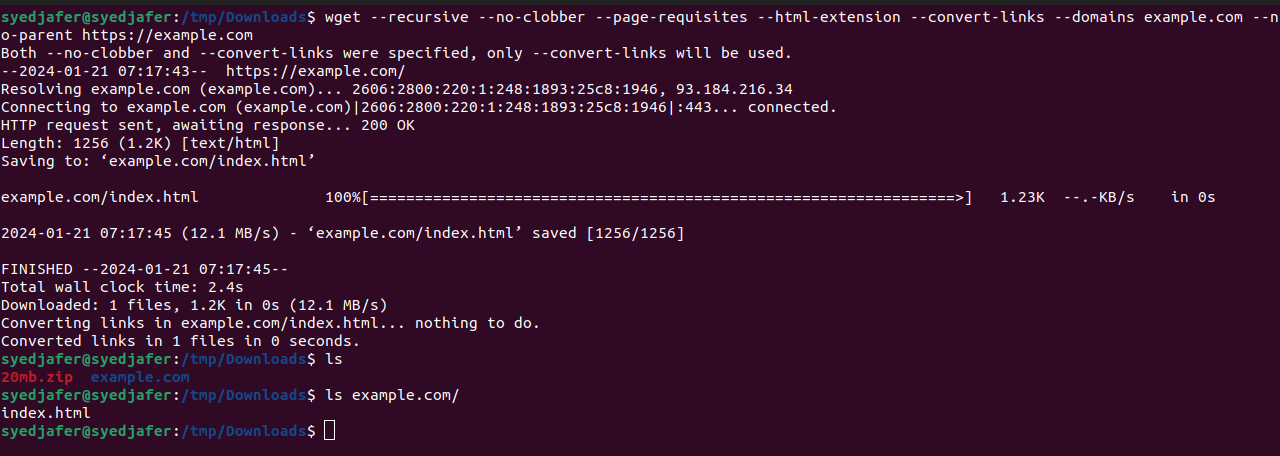 syedjafer@syedjafer:/tmp/Downloads$ wget --recursive --no-clobber --page-requisites --html-extension --convert-links --domains example.com --n
o-parent https://example.com
Both --no-clobber and --convert-links were specified, only --convert-links will be used.
--2024-01-21 07:17:43--  https://example.com/
Resolving example.com (example.com)... 2606:2800:220:1:248:1893:25c8:1946, 93.184.216.34
Connecting to example.com (example.com)|2606:2800:220:1:248:1893:25c8:1946|:443... connected.
HTTP request sent, awaiting response... 200 OK
Length: 1256 (1.2K) [text/html]
Saving to: ‘example.com/index.html’
example.com/index.html              100%[=================================================================>]   1.23K  --.-KB/s    in 0s
2024-01-21 07:17:45 (12.1 MB/s) - ‘example.com/index.html’ saved [1256/1256]
FINISHED --2024-01-21 07:17:45--
Total wall clock time: 2.4s
Downloaded: 1 files, 1.2K in 0s (12.1 MB/s)
Converting links in example.com/index.html... nothing to do.
Converted links in 1 files in 0 seconds.
syedjafer@syedjafer:/tmp/Downloads$ ls
20mb.zip  example.com
syedjafer@syedjafer:/tmp/Downloads$ ls example.com/
index.html
syedjafer@syedjafer:/tmp/Downloads$